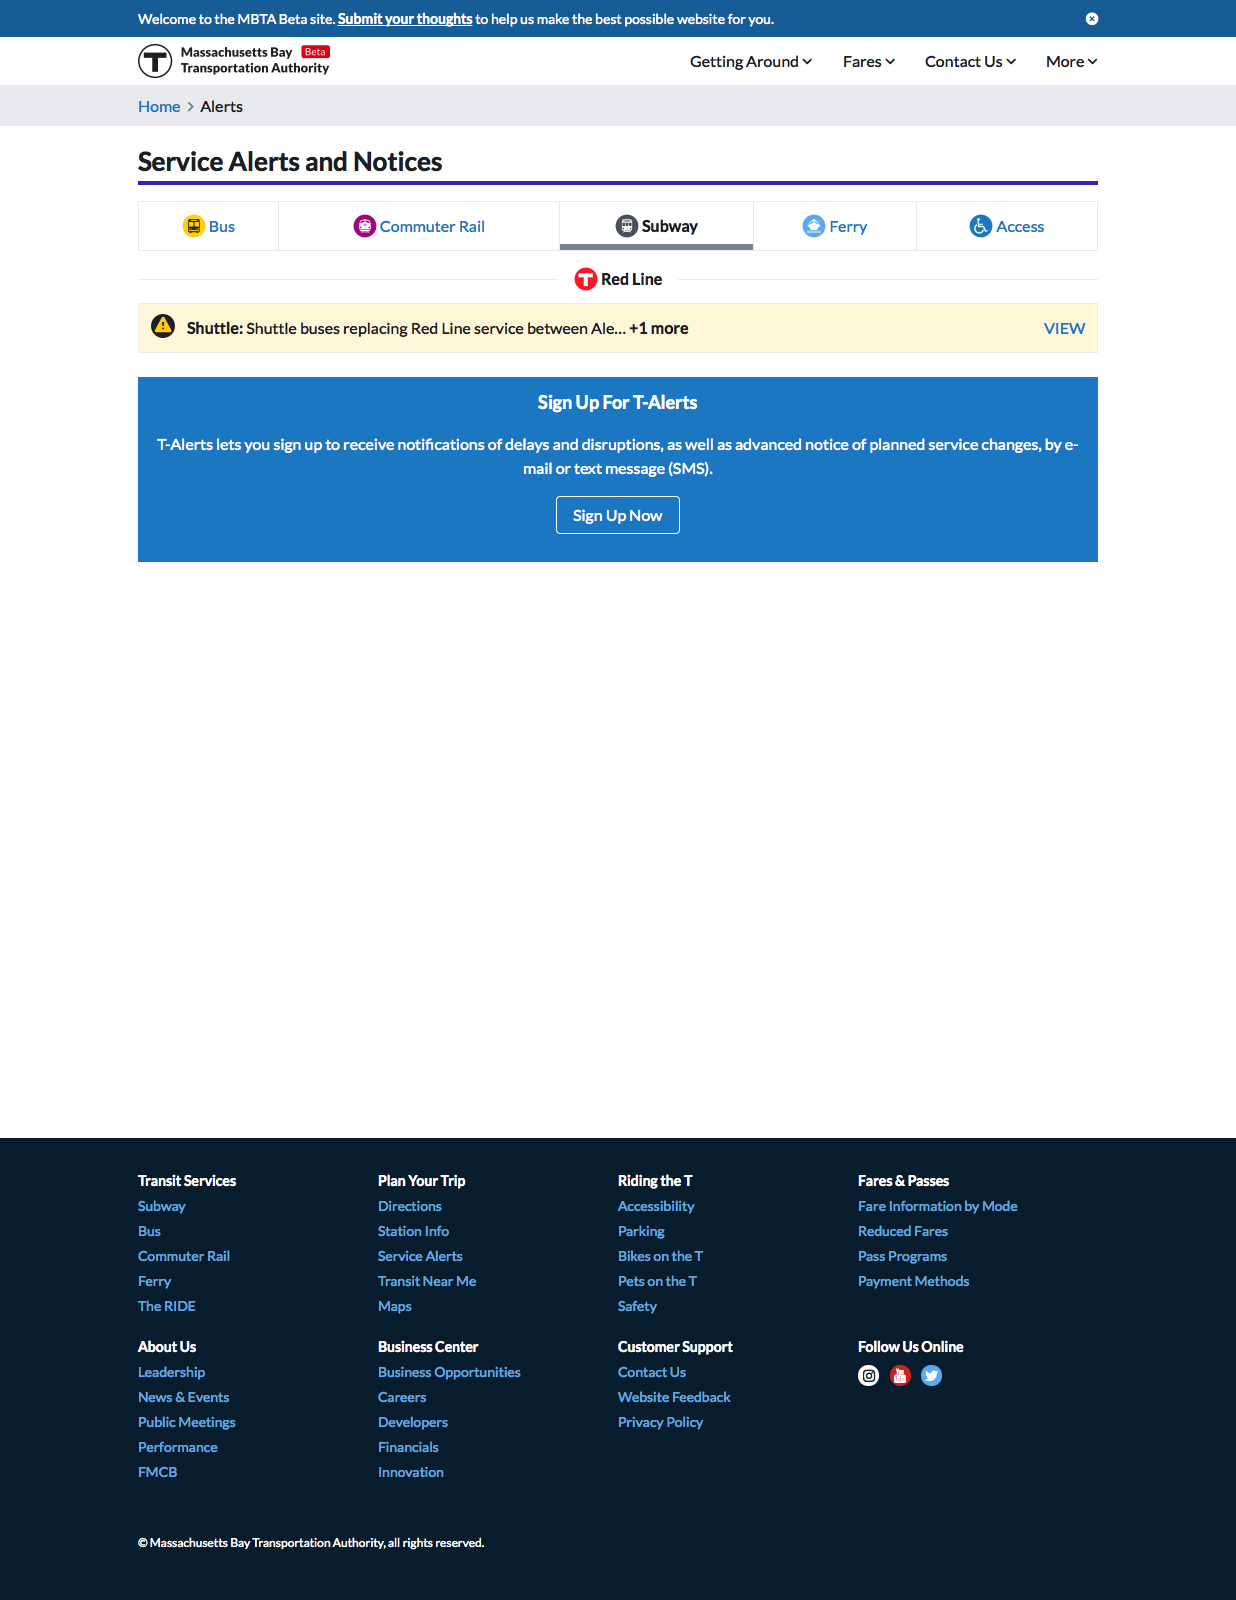 Welcome to the MBTA Beta site. Submit your thoughts to help us make the best possible website for you.
Massachusetts Bay Beta
Transportation Authority
Getting Around Fares Contact Us More
Home > Alerts
Service Alerts and Notices
Bus Commuter Rail Subway Ferry Access
T Red Line
Shuttle: Shuttle buses replacing Red Line service between Ale... +1 more VIEW
Sign Up For T-Alerts
T-Alerts lets you sign up to receive notifications of delays and disruptions, as well as advanced notice of planned service changes, by e-
mail or text message (SMS).
Sign Up Now
Transit Services
Subway
Bus
Commuter Rail
Ferry
The RIDE
Plan Your Trip
Directions
Station Info
Service Alerts
Transit Near Me
Maps
Riding the T
Accessibility
Parking
Bikes on the T
Pets on the T
Safety
Fares & Passes
Fare Information by Mode
Reduced Fares
Pass Programs
Payment Methods
About Us
Leadership
News & Events
Public Meetings
Performance
FMCB
Business Center
Business Opportunities
Careers
Developers
Financials
Innovation
Customer Support
Contact Us
Website Feedback
Privacy Policy
Follow Us Online
© Massachusetts Bay Transportation Authority, all rights reserved.